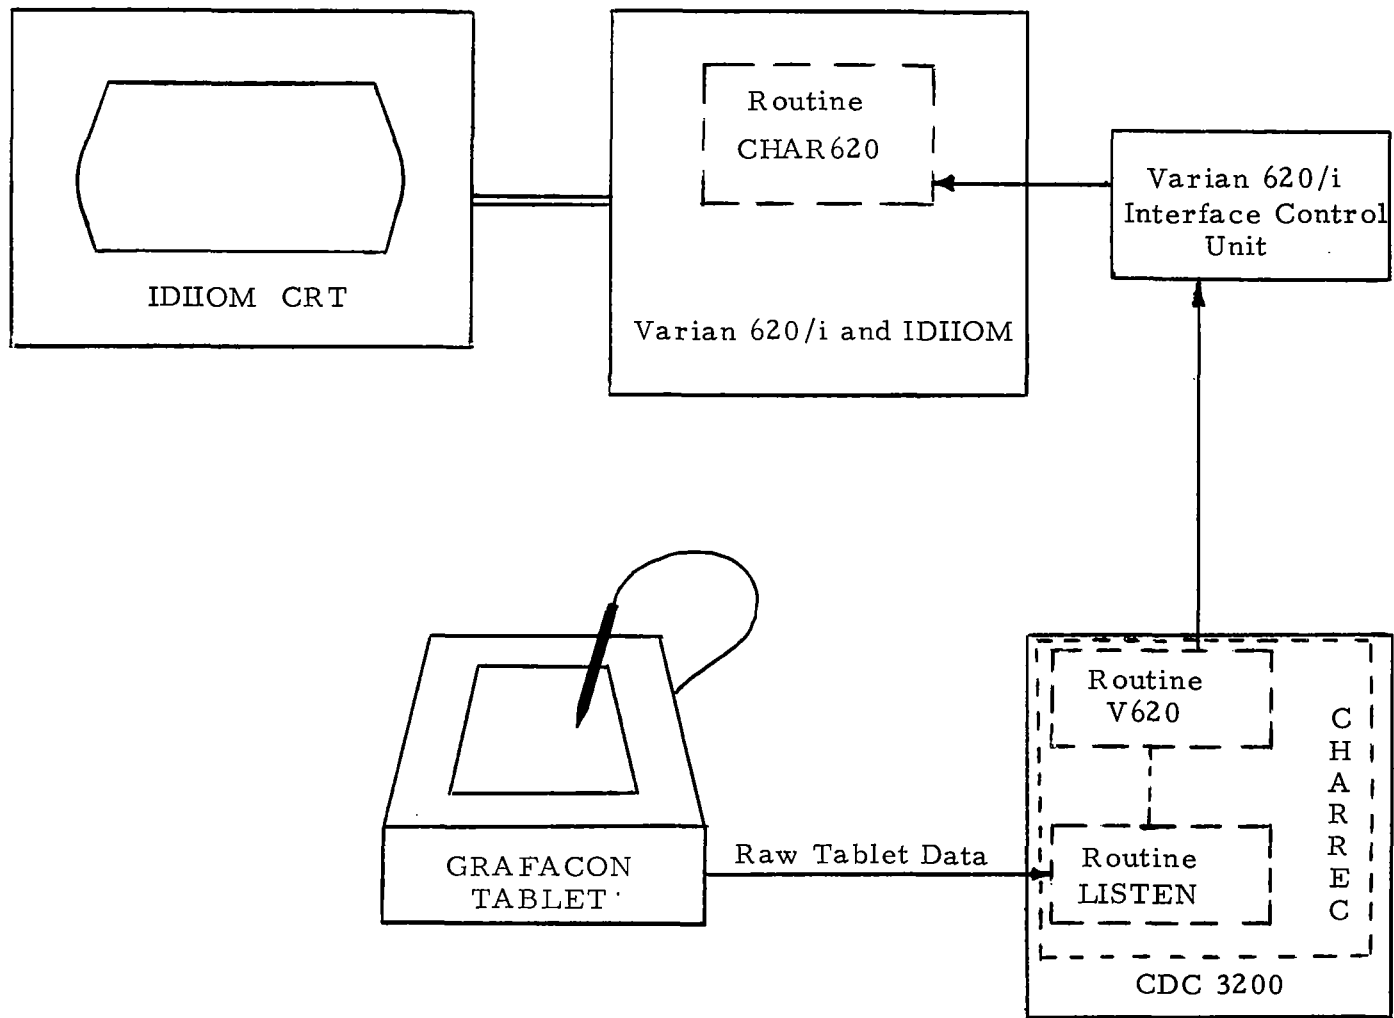 Routine
CHAR620
IDIIOM CRT
Varian 620/i and IDIIOM
Varian 620/i
Interface Control
Unit
GRAFACON
TABLET
Raw Tablet Data
Routine
V620
Routine
LISTEN
CHARREC
CDC 3200